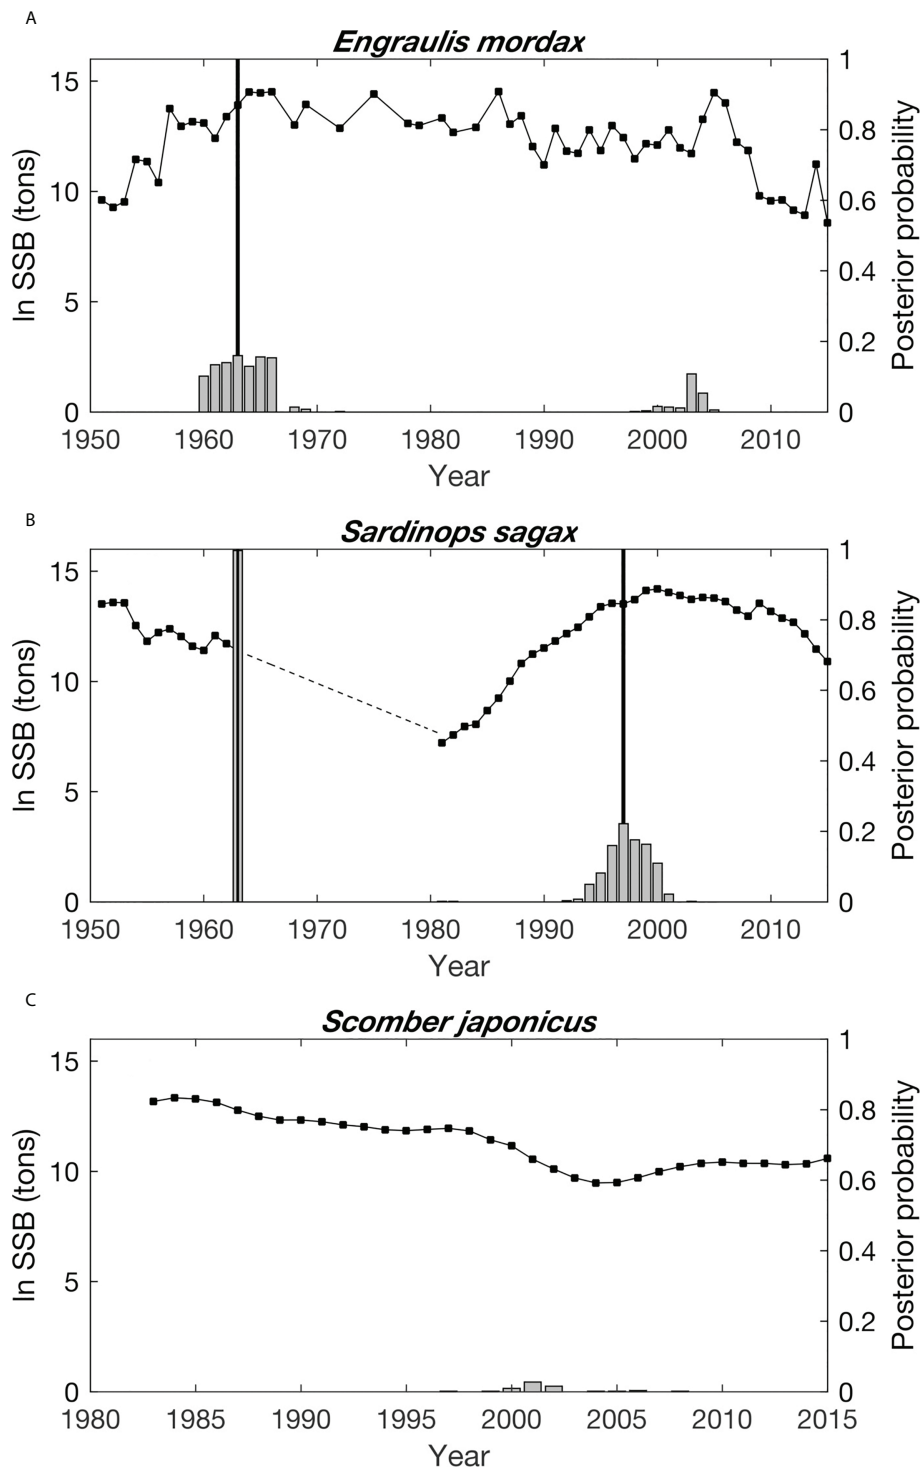 A
Engraulis mordax
ln SSB (tons)
15
10
5
0
1
0.8
0.6
0.4
0.2
0
Posterior probability
1950 1960 1970 1980 1990 2000 2010
Year
B
Sardinops sagax
ln SSB (tons)
15
10
5
0
1
0.8
0.6
0.4
0.2
0
Posterior probability
1950 1960 1970 1980 1990 2000 2010
Year
C
Scomber japonicus
ln SSB (tons)
15
10
5
0
1
0.8
0.6
0.4
0.2
0
Posterior probability
1980 1985 1990 1995 2000 2005 2010 2015
Year